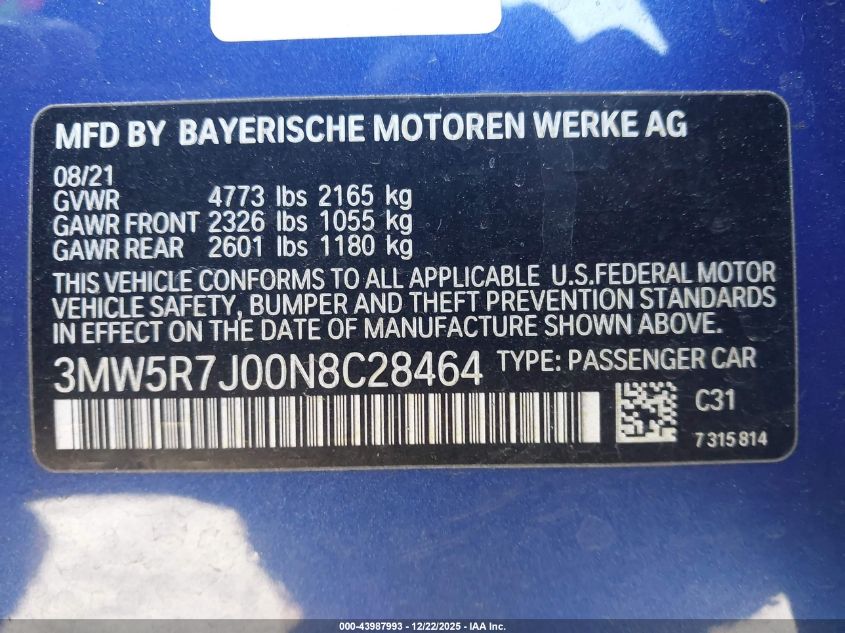 MFD BY BAYERISCHE MOTOREN WERKE AG
08/21
GVWR 4773 lbs 2165 kg
GAWR FRONT 2326 lbs 1055 kg
GAWR REAR 2601 lbs 1180 kg
THIS VEHICLE CONFORMS TO ALL APPLICABLE U.S.FEDERAL MOTOR
VEHICLE SAFETY, BUMPER AND THEFT PREVENTION STANDARDS
IN EFFECT ON THE DATE OF MANUFACTURE SHOWN ABOVE.
3MW5R7J00N8C28464 TYPE: PASSENGER CAR
C31
7 315 814
000-43987993 - 12/22/2025 - IAA Inc.